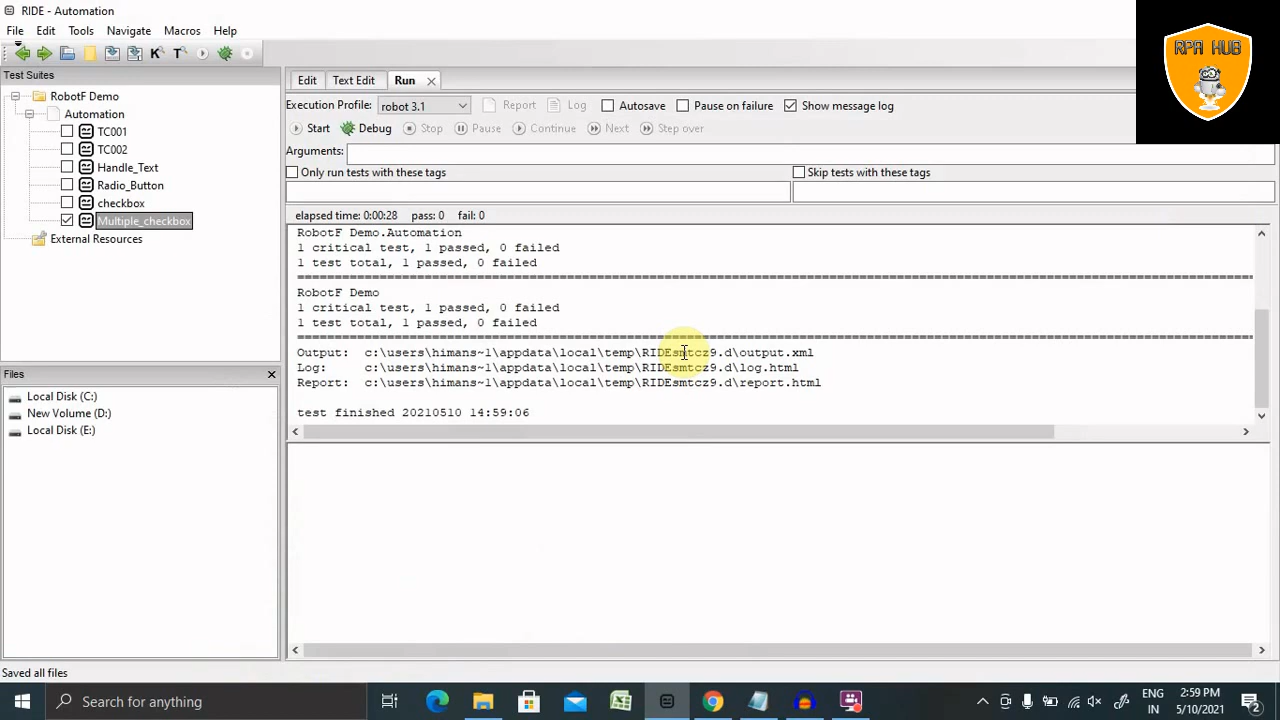 RIDE - Automation
RPA HUB
File Edit Tools Navigate Macros Help
Test Suites
Edit Text Edit Run
RobotF Demo
Automation
TC001
TC002
Handle_Text
Radio_Button
checkbox
Multiple_checkbox
External Resources
Execution Profile: robot 3.1 Report Log Autosave Pause on failure Show message log
Start Debug Stop Pause Continue Next Step over
Arguments:
Only run tests with these tags Skip tests with these tags
elapsed time: 0:00:28 pass: 0 fail: 0
RobotF Demo.Automation
1 critical test, 1 passed, 0 failed
1 test total, 1 passed, 0 failed
RobotF Demo
1 critical test, 1 passed, 0 failed
1 test total, 1 passed, 0 failed
Output: c:\users\himans~1\appdata\local\temp\RIDEsmtcz9.d\output.xml
Log: c:\users\himans~1\appdata\local\temp\RIDEsmtcz9.d\log.html
Report: c:\users\himans~1\appdata\local\temp\RIDEsmtcz9.d\report.html
test finished 20210510 14:59:06
Files
Local Disk (C:)
New Volume (D:)
Local Disk (E:)
Saved all files
Search for anything
ENG
IN
2:59 PM
5/10/2021
2